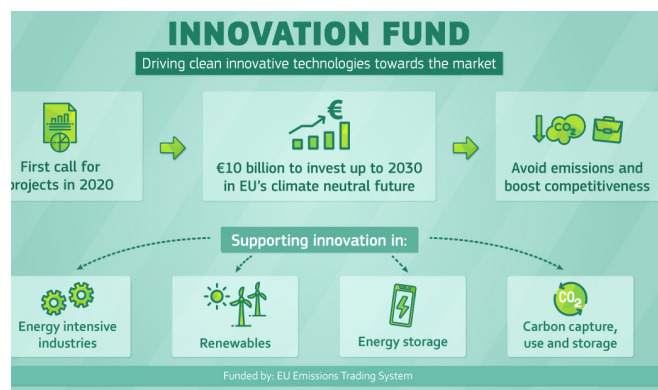 INNOVATION FUND
Driving clean innovative technologies towards the market
€
CO₂
First call for
projects in 2020
€10 billion to invest up to 2030
in EU's climate neutral future
Avoid emissions and
boost competitiveness
Supporting innovation in:
CO₂
Energy intensive
industries
Renewables
Energy storage
Carbon capture,
use and storage
Funded by: EU Emissions Trading System